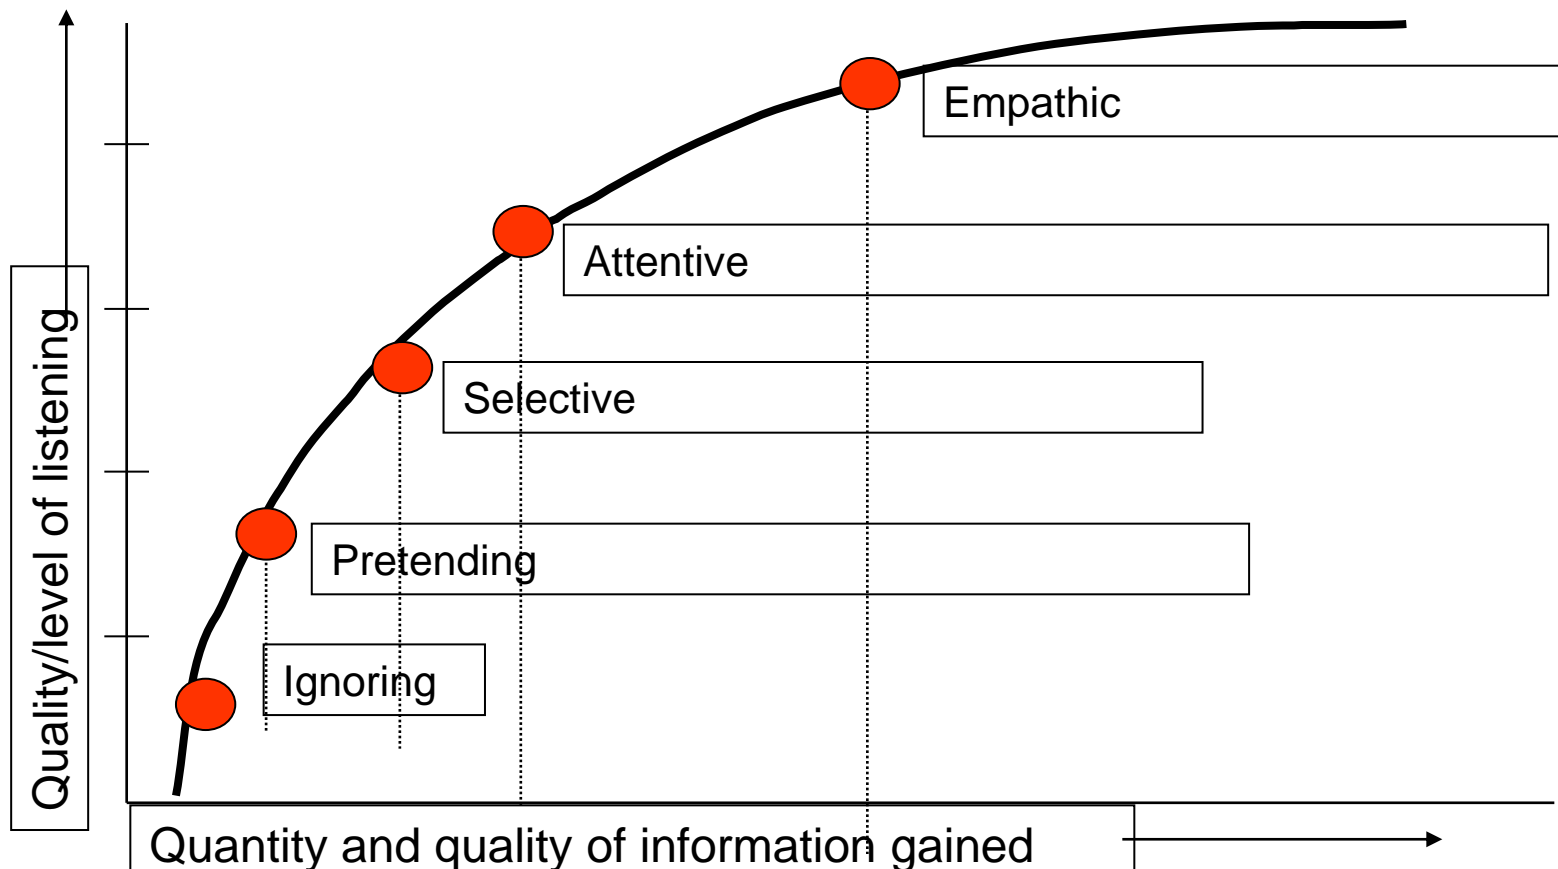 Quality/level of listening
Empathic
Attentive
Selective
Pretending
Ignoring
Quantity and quality of information gained